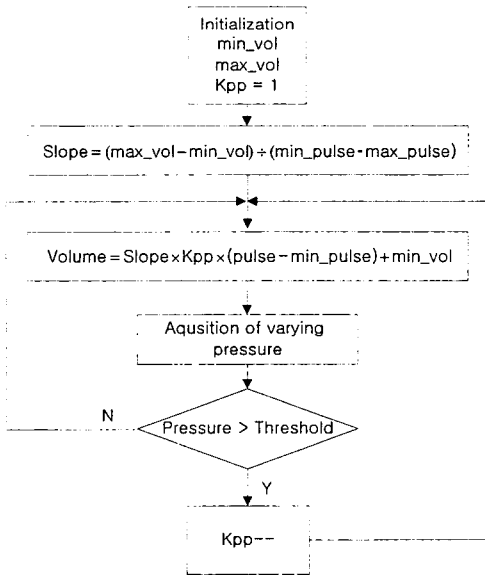 Initialization
min_vol
max_vol
Kpp = 1
Slope=(max_vol-min_vol)÷(min_pulse-max_pulse)
Volume=Slope×Kpp×(pulse-min_pulse)+min_vol
Aqusition of varying
pressure
N
Pressure > Threshold
Y
Kpp--